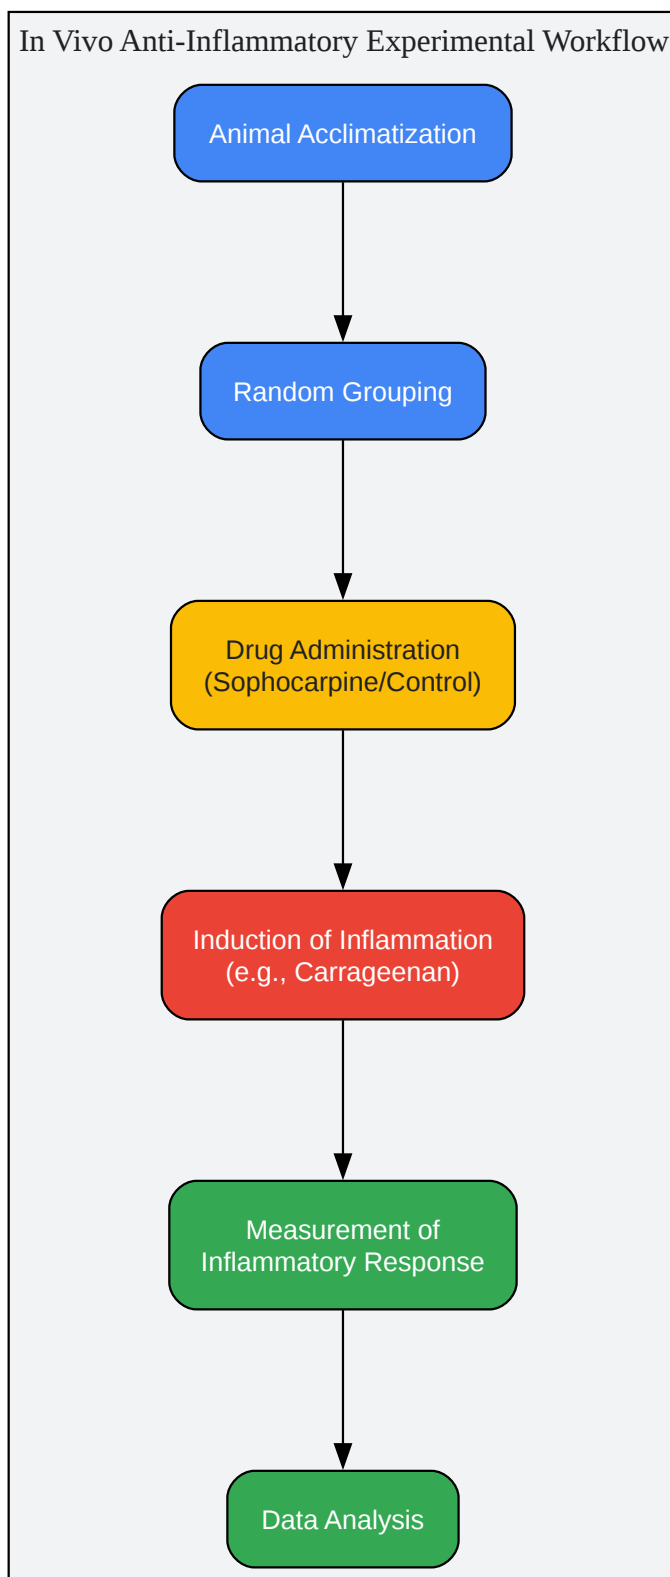 In Vivo Anti-Inflammatory Experimental Workflow
Animal Acclimatization
Random Grouping
Drug Administration
(Sophocarpine/Control)
Induction of Inflammation
(e.g., Carrageenan)
Measurement of
Inflammatory Response
Data Analysis